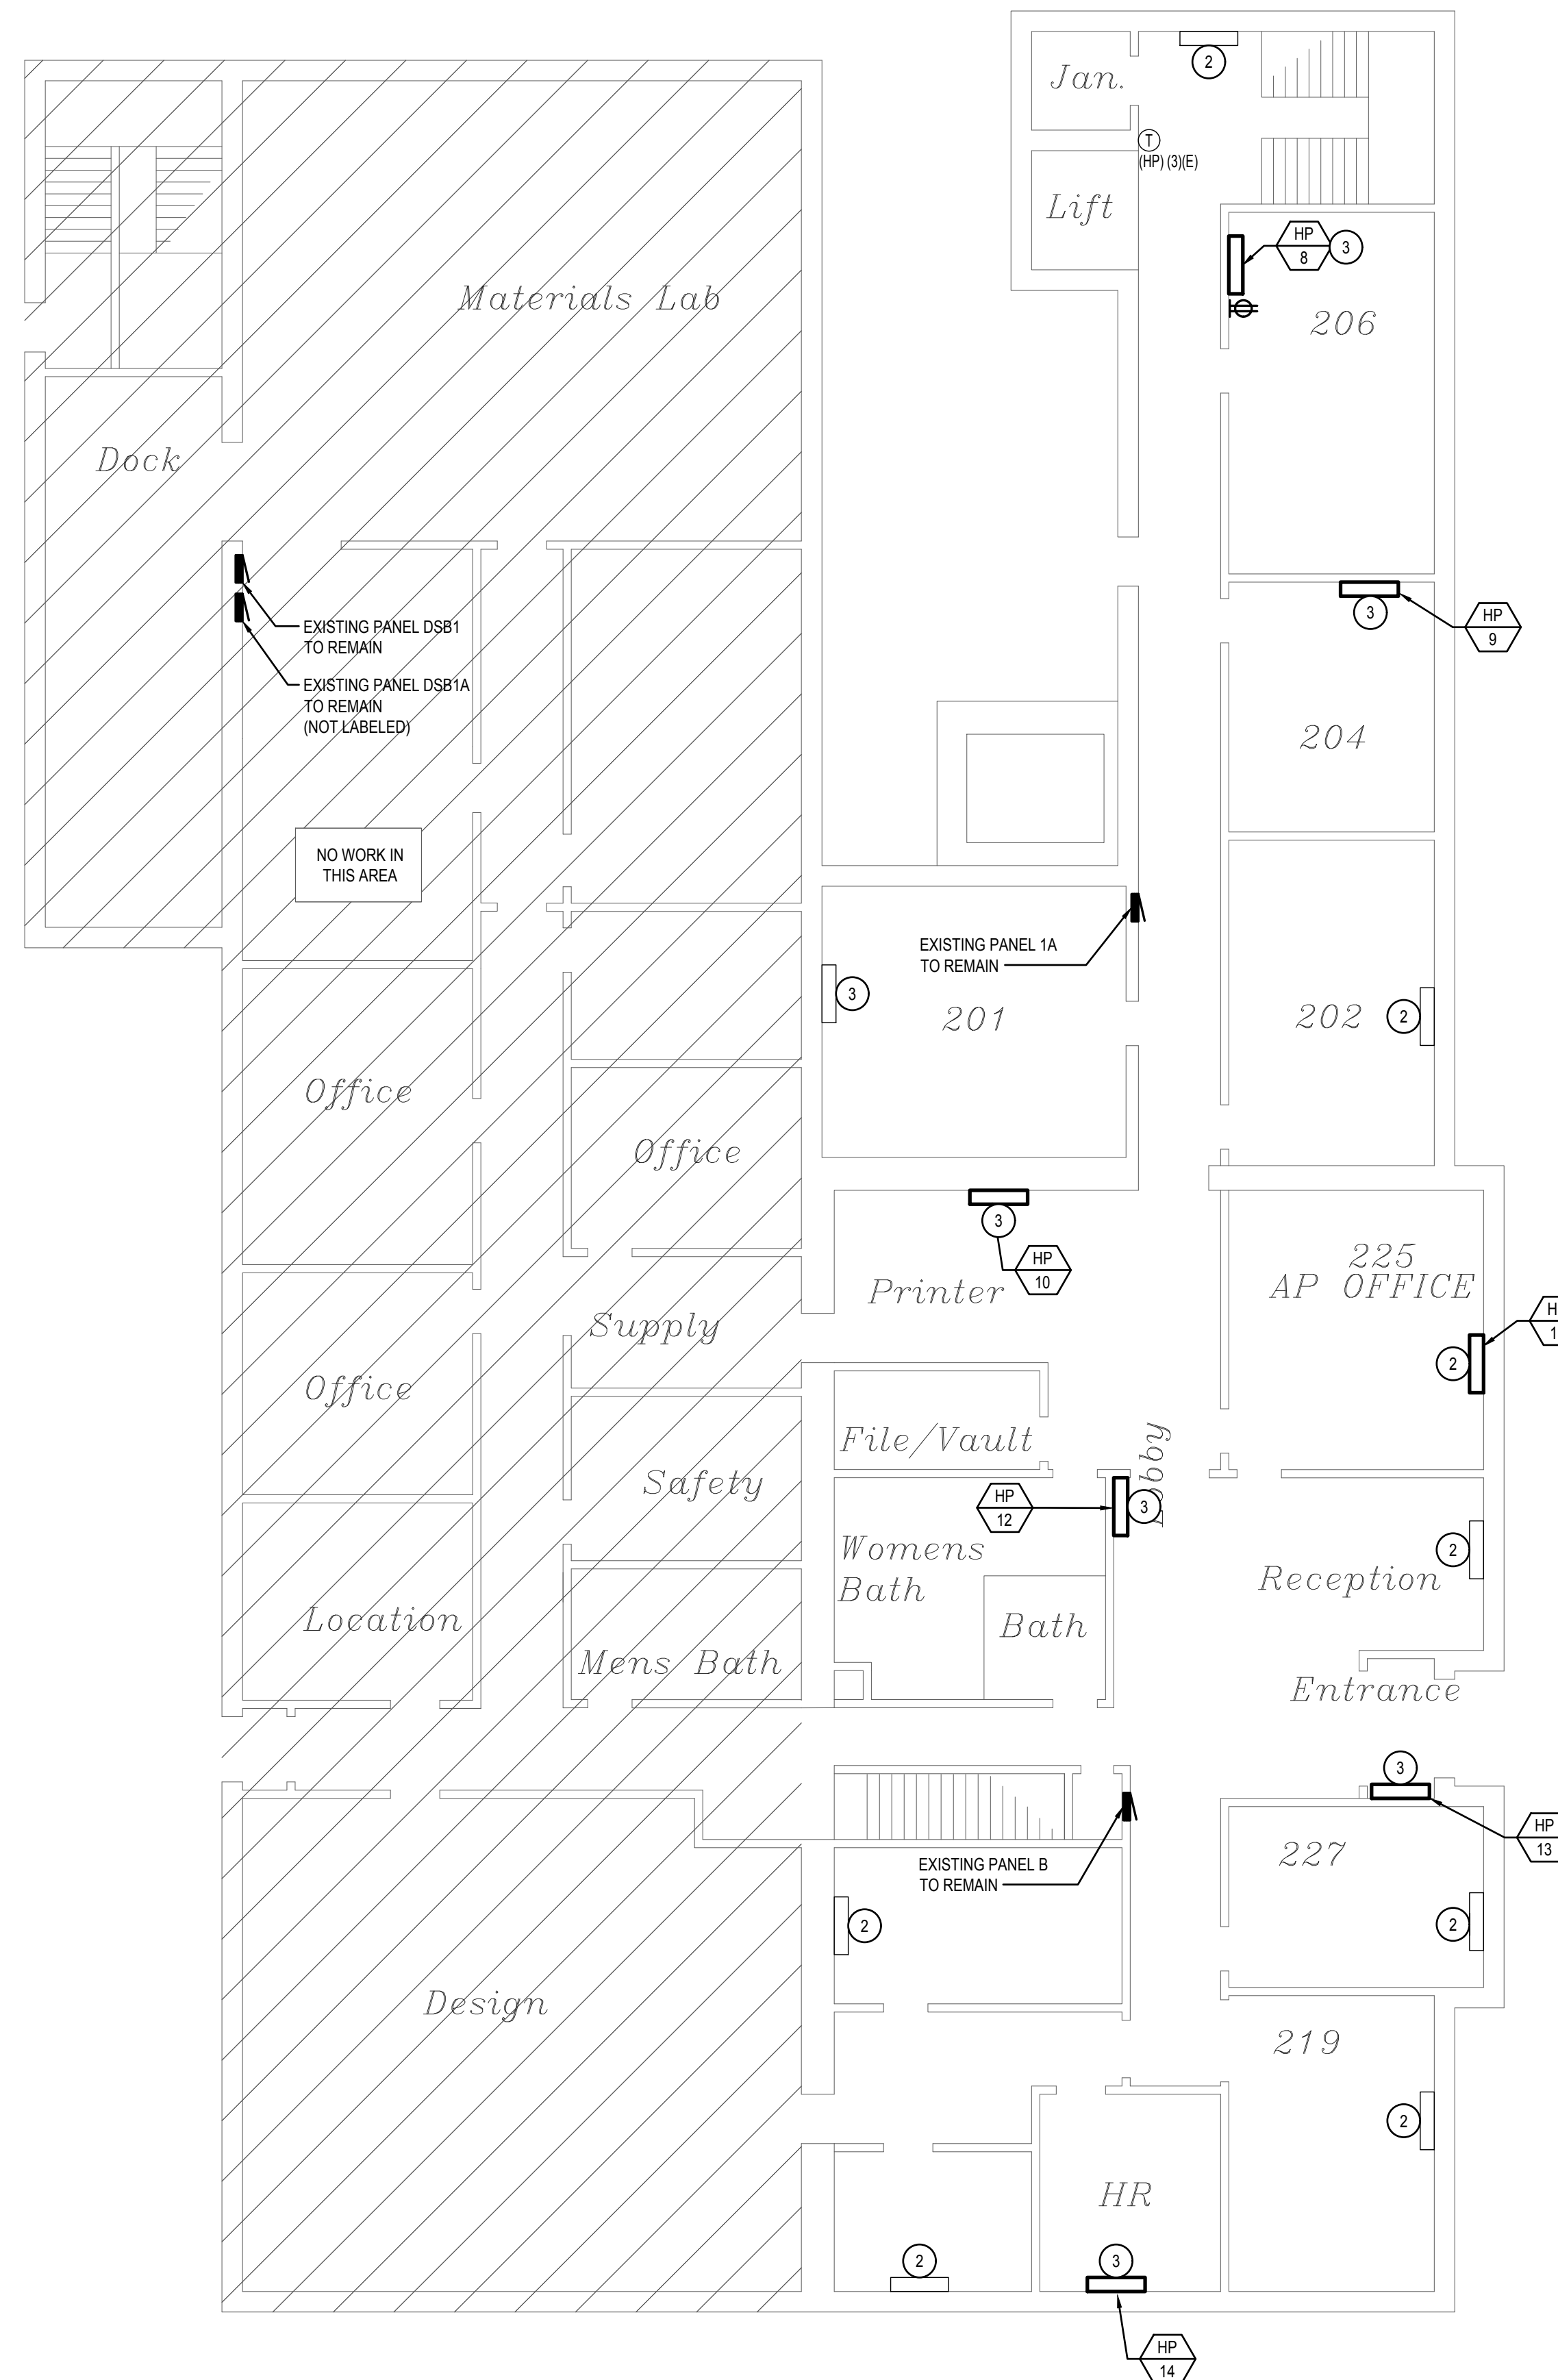 Jan.
2
T
(HP) (3)(E)
Lift
HP
8
3
206
Materials Lab
Dock
3
HP
9
EXISTING PANEL DSB1
TO REMAIN
EXISTING PANEL DSB1A
TO REMAIN
(NOT LABELED)
204
NO WORK IN
THIS AREA
EXISTING PANEL 1A
TO REMAIN
3
201
202
2
Office
Office
3
HP
10
Printer
225
AP OFFICE
2
Supply
Office
File/Vault
Lobby
Safety
HP
12
3
Womens
Bath
2
Reception
Location
Bath
Mens Bath
Entrance
3
HP
13
227
EXISTING PANEL B
TO REMAIN
2
2
Design
219
2
HR
2
3
HP
14